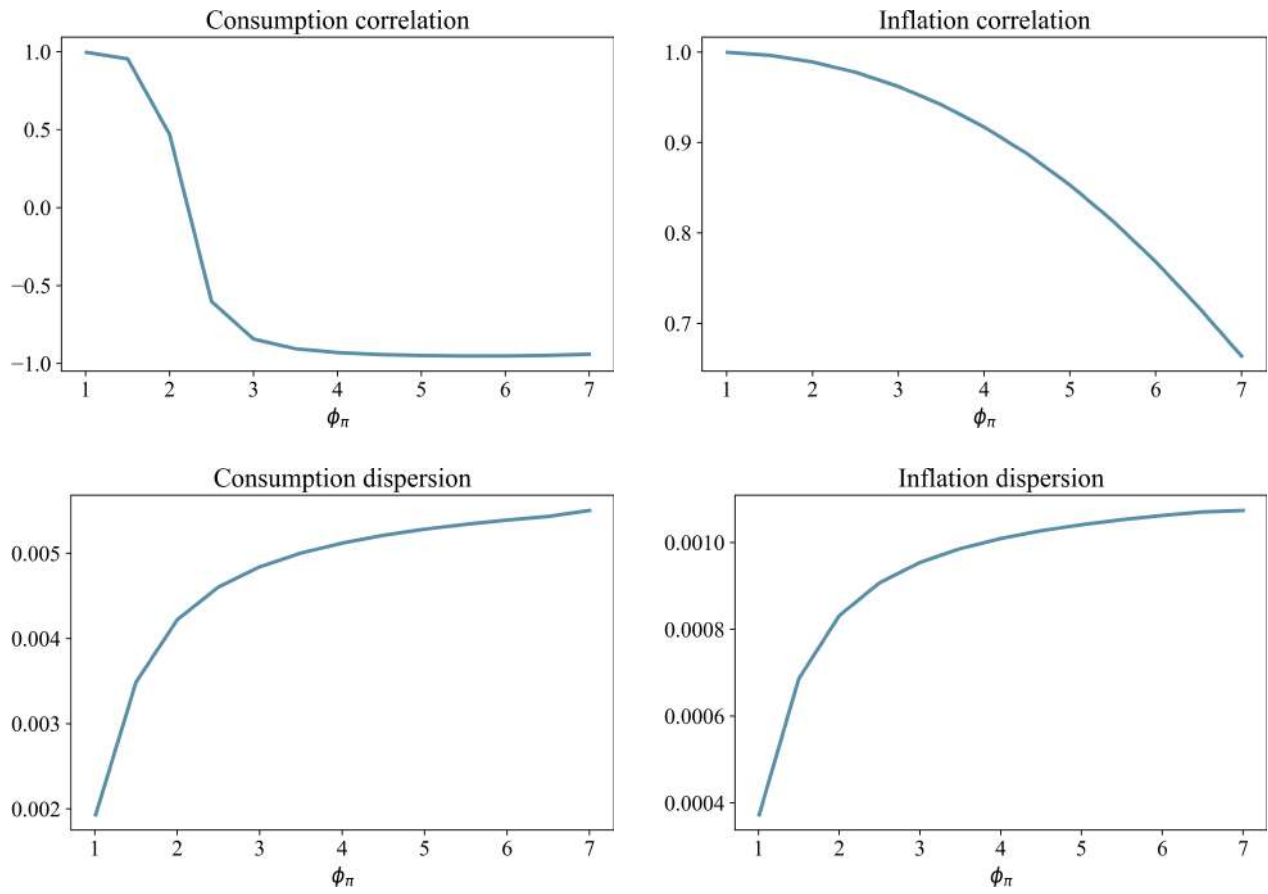 Consumption correlation
1.0
0.5
0.0
−0.5
−1.0
1 2 3 4 5 6 7
ϕπ
Inflation correlation
1.0
0.9
0.8
0.7
1 2 3 4 5 6 7
ϕπ
Consumption dispersion
0.005
0.004
0.003
0.002
1 2 3 4 5 6 7
ϕπ
Inflation dispersion
0.0010
0.0008
0.0006
0.0004
1 2 3 4 5 6 7
ϕπ